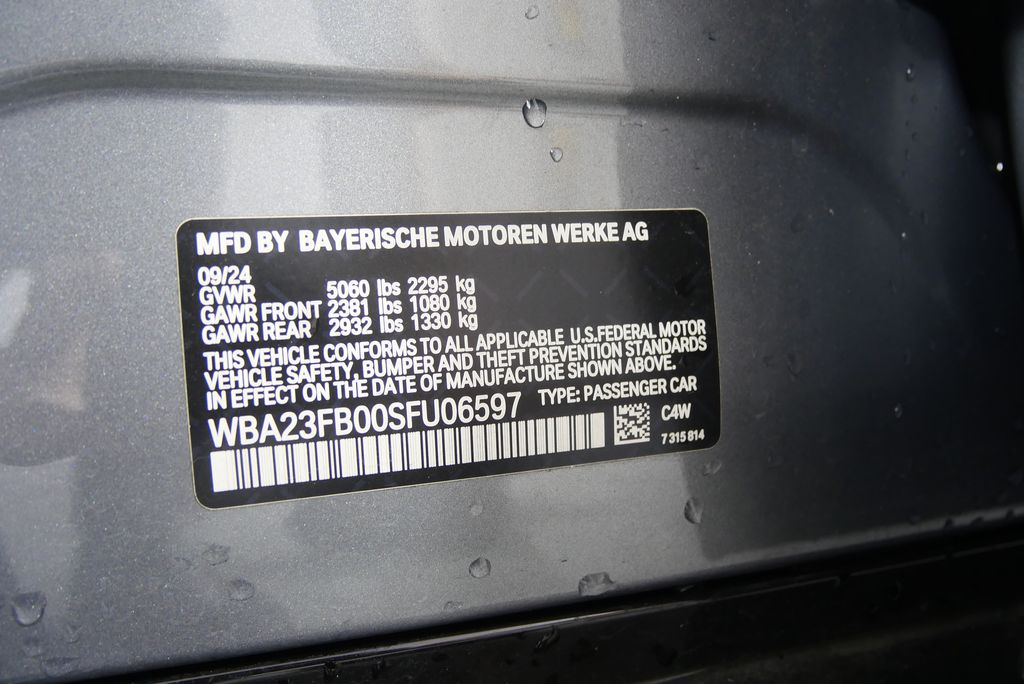 MFD BY BAYERISCHE MOTOREN WERKE AG
09/24
GVWR 5060 lbs 2295 kg
GAWR FRONT 2381 lbs 1080 kg
GAWR REAR 2932 lbs 1330 kg
THIS VEHICLE CONFORMS TO ALL APPLICABLE U.S.FEDERAL MOTOR
VEHICLE SAFETY, BUMPER AND THEFT PREVENTION STANDARDS
IN EFFECT ON THE DATE OF MANUFACTURE SHOWN ABOVE.
WBA23FB00SFU06597 TYPE: PASSENGER CAR
C4W
7 315 814